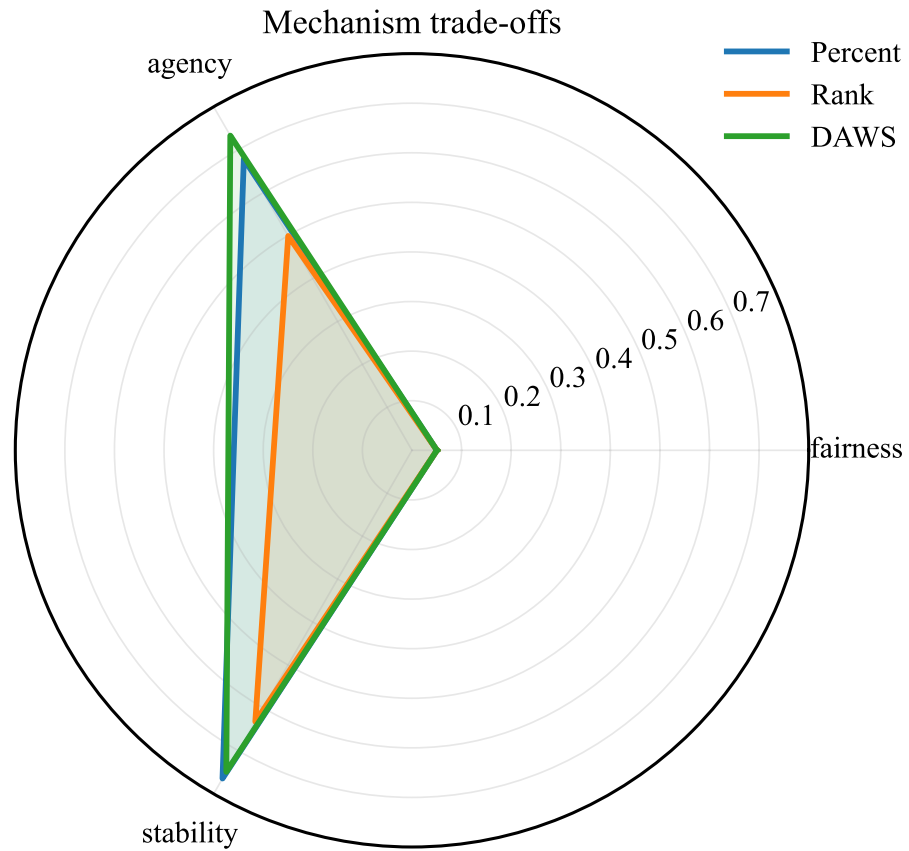 Mechanism trade-offs
agency
Percent
Rank
DAWS
0.7
0.6
0.5
0.4
0.3
0.2
0.1
fairness
stability